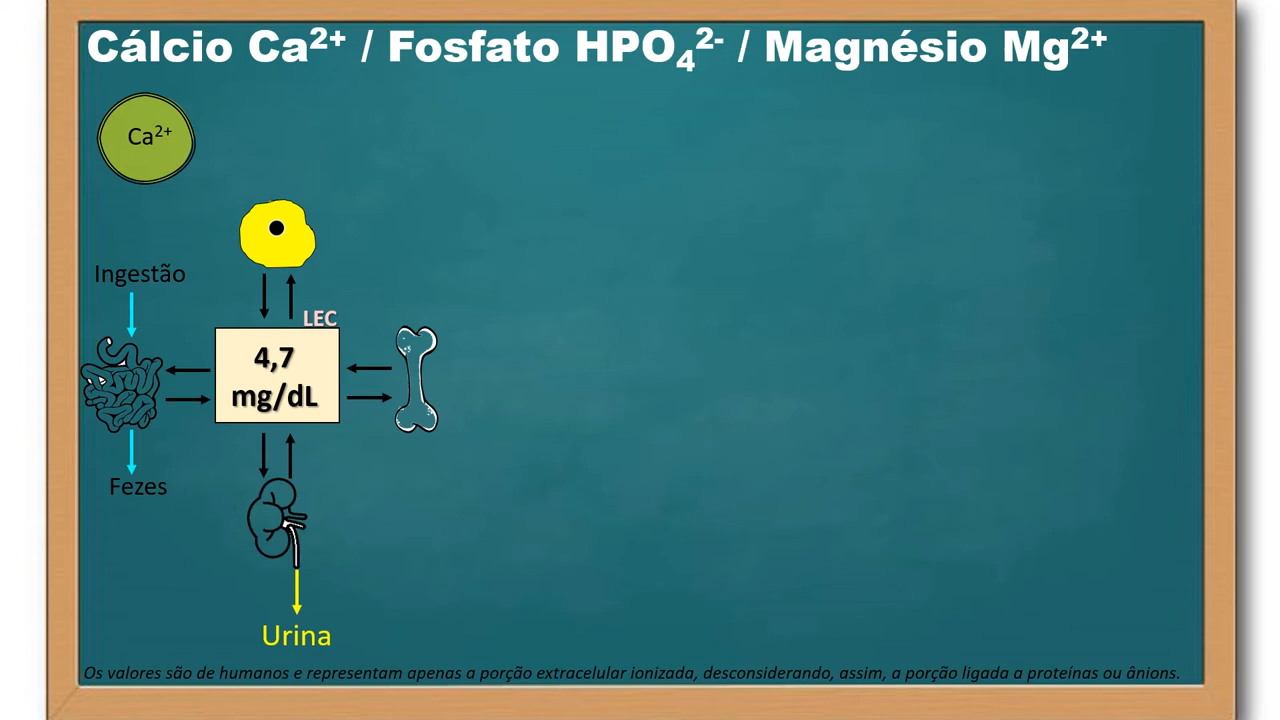 Cálcio Ca²⁺ / Fosfato HPO₄²⁻ / Magnésio Mg²⁺
Ca²⁺
Ingestão
LEC
4,7
mg/dL
Fezes
Urina
Os valores são de humanos e representam apenas a porção extracelular ionizada, desconsiderando, assim, a porção ligada a proteínas ou ânions.